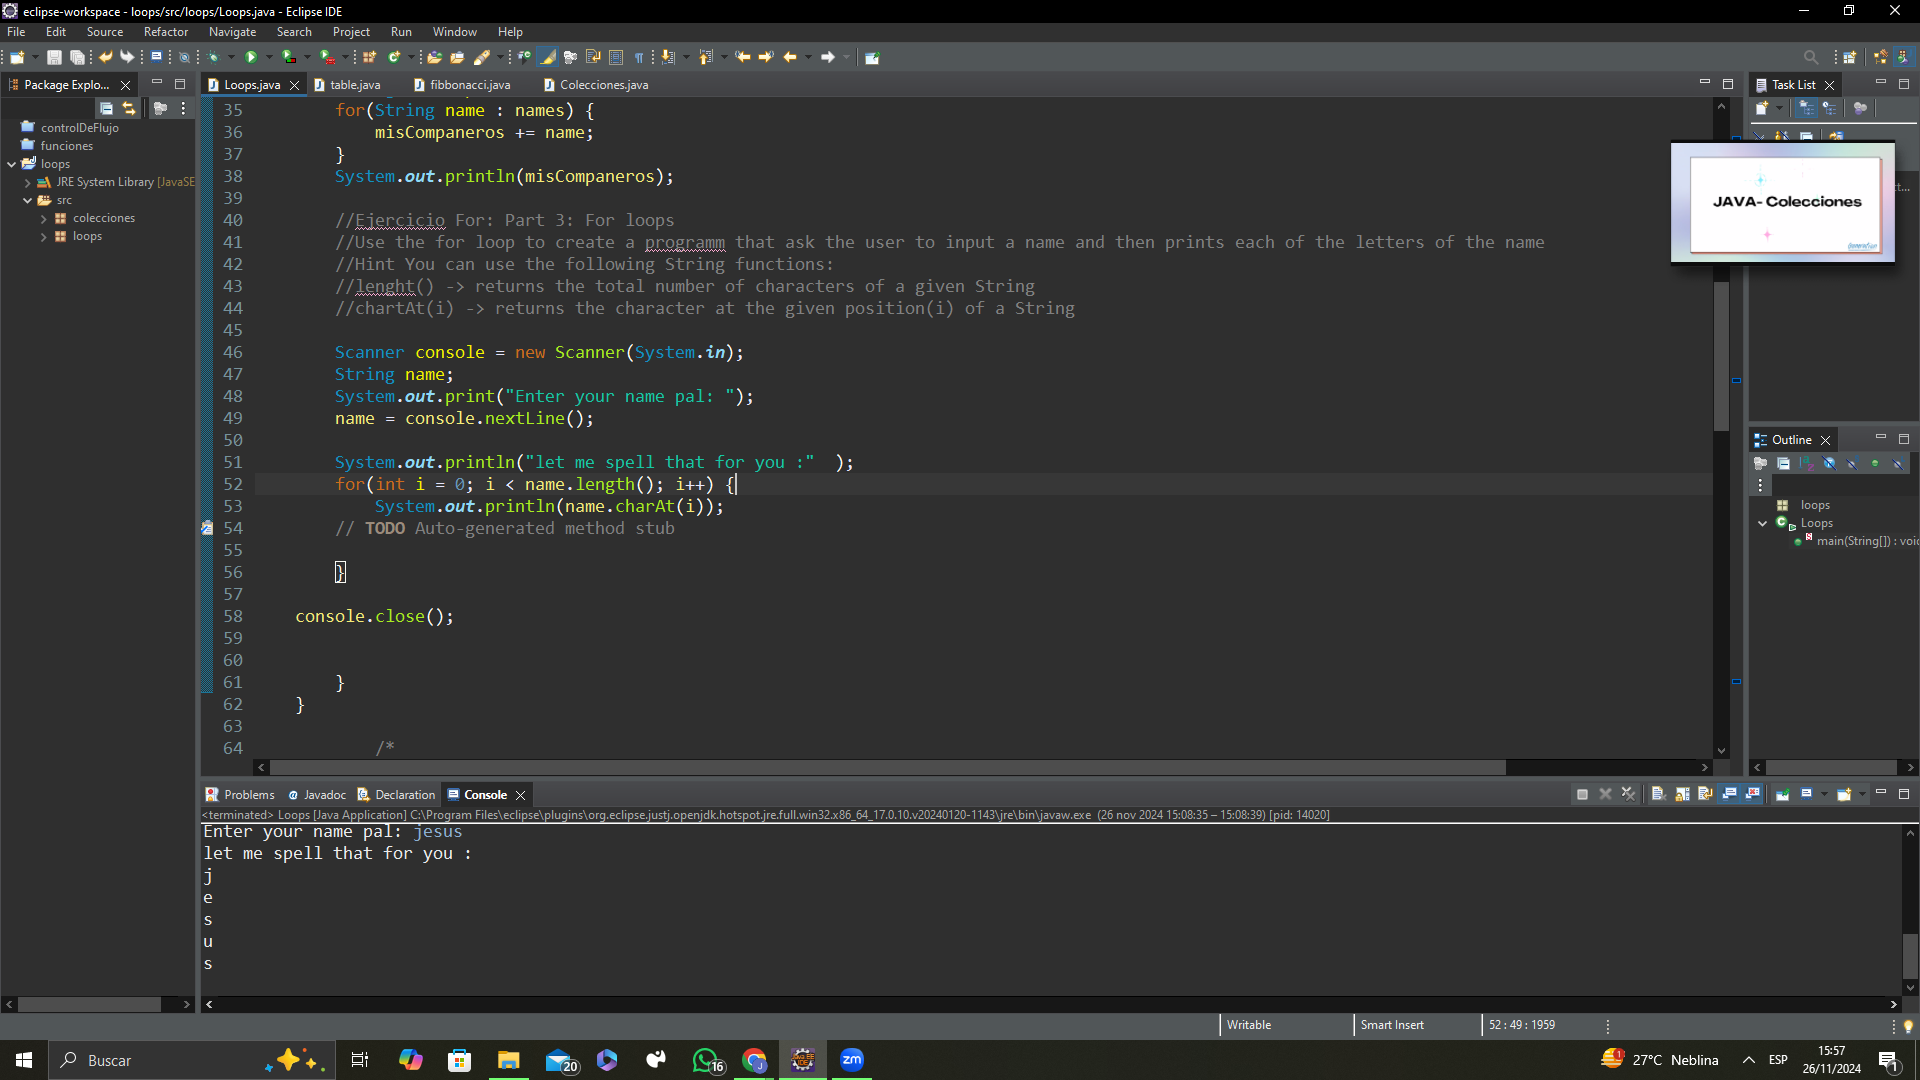 eclipse-workspace - loops/src/loops/Loops.java - Eclipse IDE
File Edit Source Refactor Navigate Search Project Run Window Help
Package Explo...
controlDeFlujo
funciones
loops
JRE System Library [JavaSE
src
colecciones
loops
Loops.java table.java fibbonacci.java Colecciones.java
35 for(String name : names) {
36 misCompaneros += name;
37 }
38 System.out.println(misCompaneros);
39
40 //Ejercicio For: Part 3: For loops
41 //Use the for loop to create a programm that ask the user to input a name and then prints each of the letters of the name
42 //Hint You can use the following String functions:
43 //lenght() -> returns the total number of characters of a given String
44 //chartAt(i) -> returns the character at the given position(i) of a String
45
46 Scanner console = new Scanner(System.in);
47 String name;
48 System.out.print("Enter your name pal: ");
49 name = console.nextLine();
50
51 System.out.println("let me spell that for you :"  );
52 for(int i = 0; i < name.length(); i++) {
53 System.out.println(name.charAt(i));
54 // TODO Auto-generated method stub
55
56 }
57
58 console.close();
59
60
61 }
62 }
63
64 /*
Task List
JAVA- Colecciones
Outline
loops
Loops
main(String[]) : voic
Problems Javadoc Declaration Console
<terminated> Loops [Java Application] C:\Program Files\eclipse\plugins\org.eclipse.justj.openjdk.hotspot.jre.full.win32.x86_64_17.0.10.v20240120-1143\jre\bin\javaw.exe (26 nov 2024 15:08:35 – 15:08:39) [pid: 14020]
Enter your name pal: jesus
let me spell that for you :
j
e
s
u
s
Writable Smart Insert 52 : 49 : 1959
Buscar
20
16
zm
27°C Neblina
ESP
15:57
26/11/2024
1